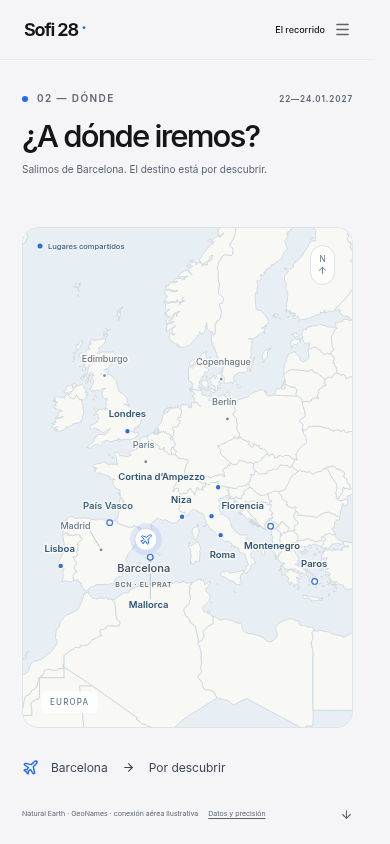 Sofi 28
El recorrido
02 — DÓNDE
22—24.01.2027
¿A dónde iremos?
Salimos de Barcelona. El destino está por descubrir.
Lugares compartidos
N
Edimburgo
Copenhague
Berlín
Londres
París
Cortina d'Ampezzo
Niza
País Vasco
Florencia
Madrid
Lisboa
Montenegro
Roma
Paros
Barcelona
BCN · EL PRAT
Mallorca
EUROPA
Barcelona → Por descubrir
Natural Earth · GeoNames · conexión aérea ilustrativa Datos y precisión